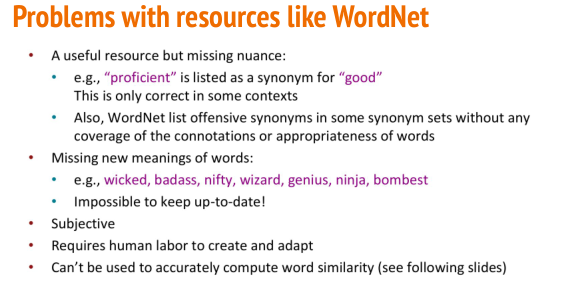 Problems with resources like WordNet
• A useful resource but missing nuance:
• e.g., “proficient” is listed as a synonym for “good”
This is only correct in some contexts
• Also, WordNet list offensive synonyms in some synonym sets without any
coverage of the connotations or appropriateness of words
• Missing new meanings of words:
• e.g., wicked, badass, nifty, wizard, genius, ninja, bombest
• Impossible to keep up-to-date!
• Subjective
• Requires human labor to create and adapt
• Can’t be used to accurately compute word similarity (see following slides)